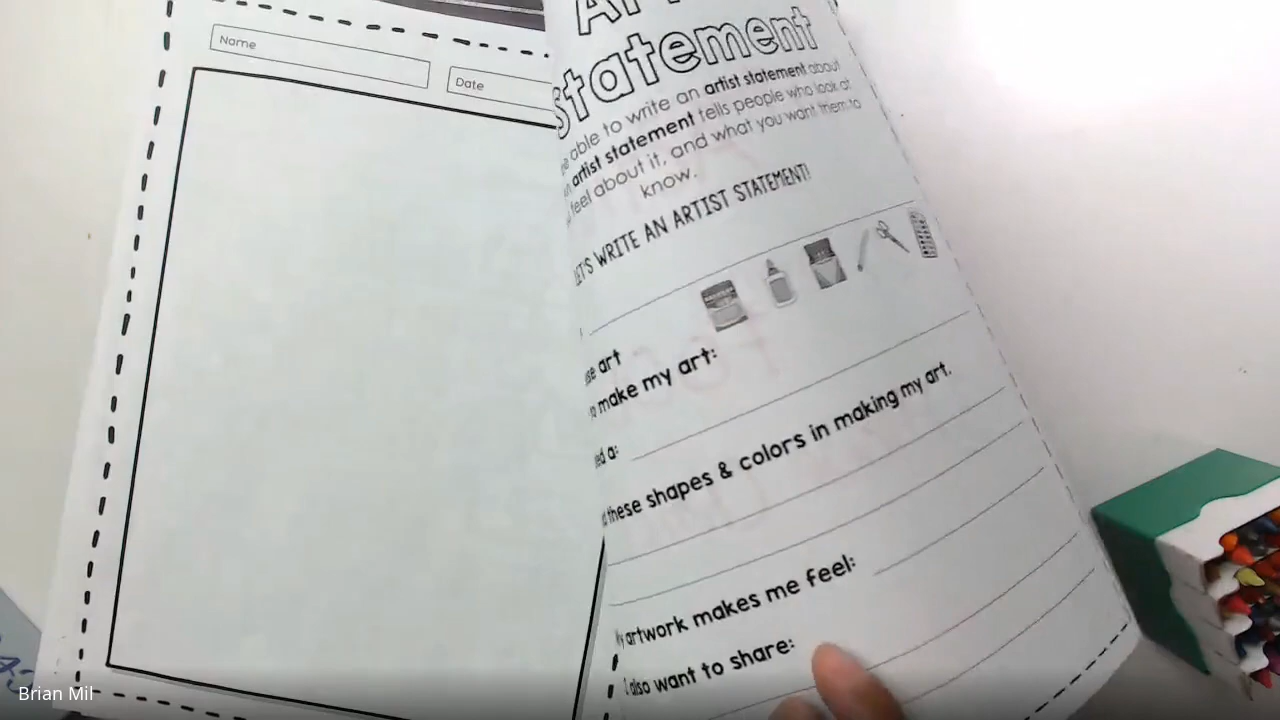 Name
Date
Statement
able to write an artist statement about
artist statement tells people who look at
feel about it, and what you want them to
know.
LET'S WRITE AN ARTIST STATEMENT!
art
make my art:
a:
these shapes & colors in making my art.
My artwork makes me feel:
I also want to share:
Brian Mil